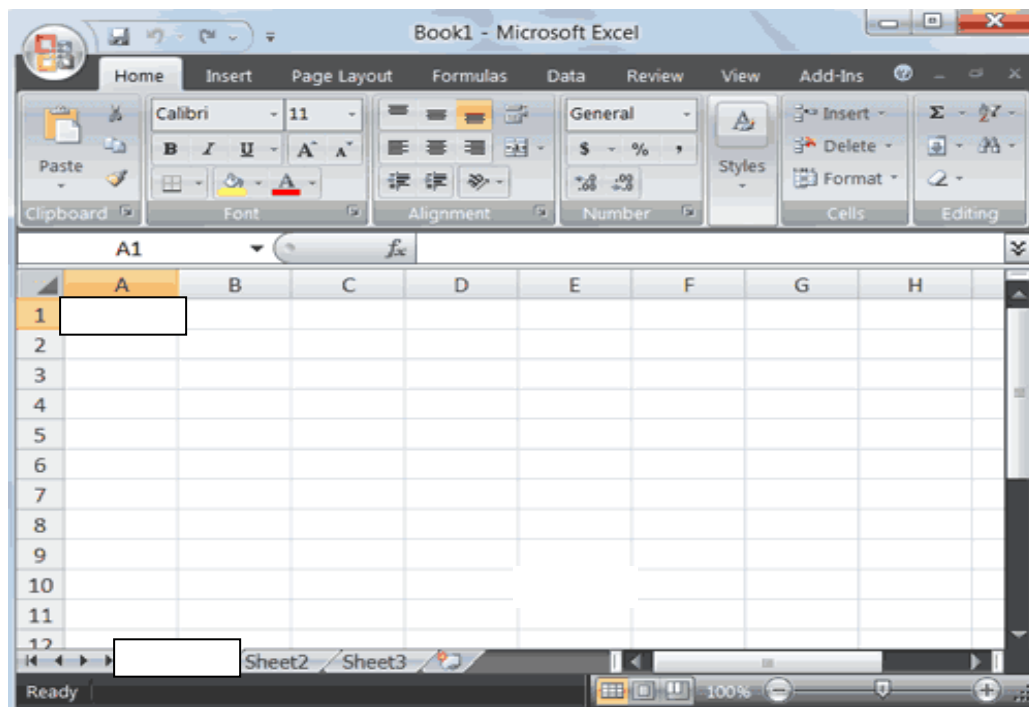 Book1 - Microsoft Excel
Home Insert Page Layout Formulas Data Review View Add-Ins
Calibri 11 General Insert Σ
Paste B I U A A $ % , Styles Delete
A Format
Clipboard Font Alignment Number Cells Editing
A1 fx
A B C D E F G H
1
2
3
4
5
6
7
8
9
10
11
12
Sheet2 Sheet3
Ready 100%